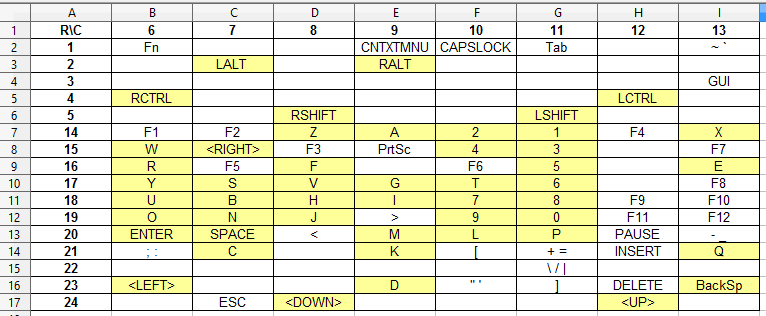 A B C D E F G H I
1 R\C 6 7 8 9 10 11 12 13
2 1 Fn CNTXTMNU CAPSLOCK Tab ~ `
3 2 LALT RALT
4 3 GUI
5 4 RCTRL LCTRL
6 5 RSHIFT LSHIFT
7 14 F1 F2 Z A 2 1 F4 X
8 15 W <RIGHT> F3 PrtSc 4 3 F7
9 16 R F5 F F6 5 E
10 17 Y S V G T 6 F8
11 18 U B H I 7 8 F9 F10
12 19 O N J > 9 0 F11 F12
13 20 ENTER SPACE < M L P PAUSE - _
14 21 ; : C K [ + = INSERT Q
15 22 \ / |
16 23 <LEFT> D " ' ] DELETE BackSp
17 24 ESC <DOWN> <UP>